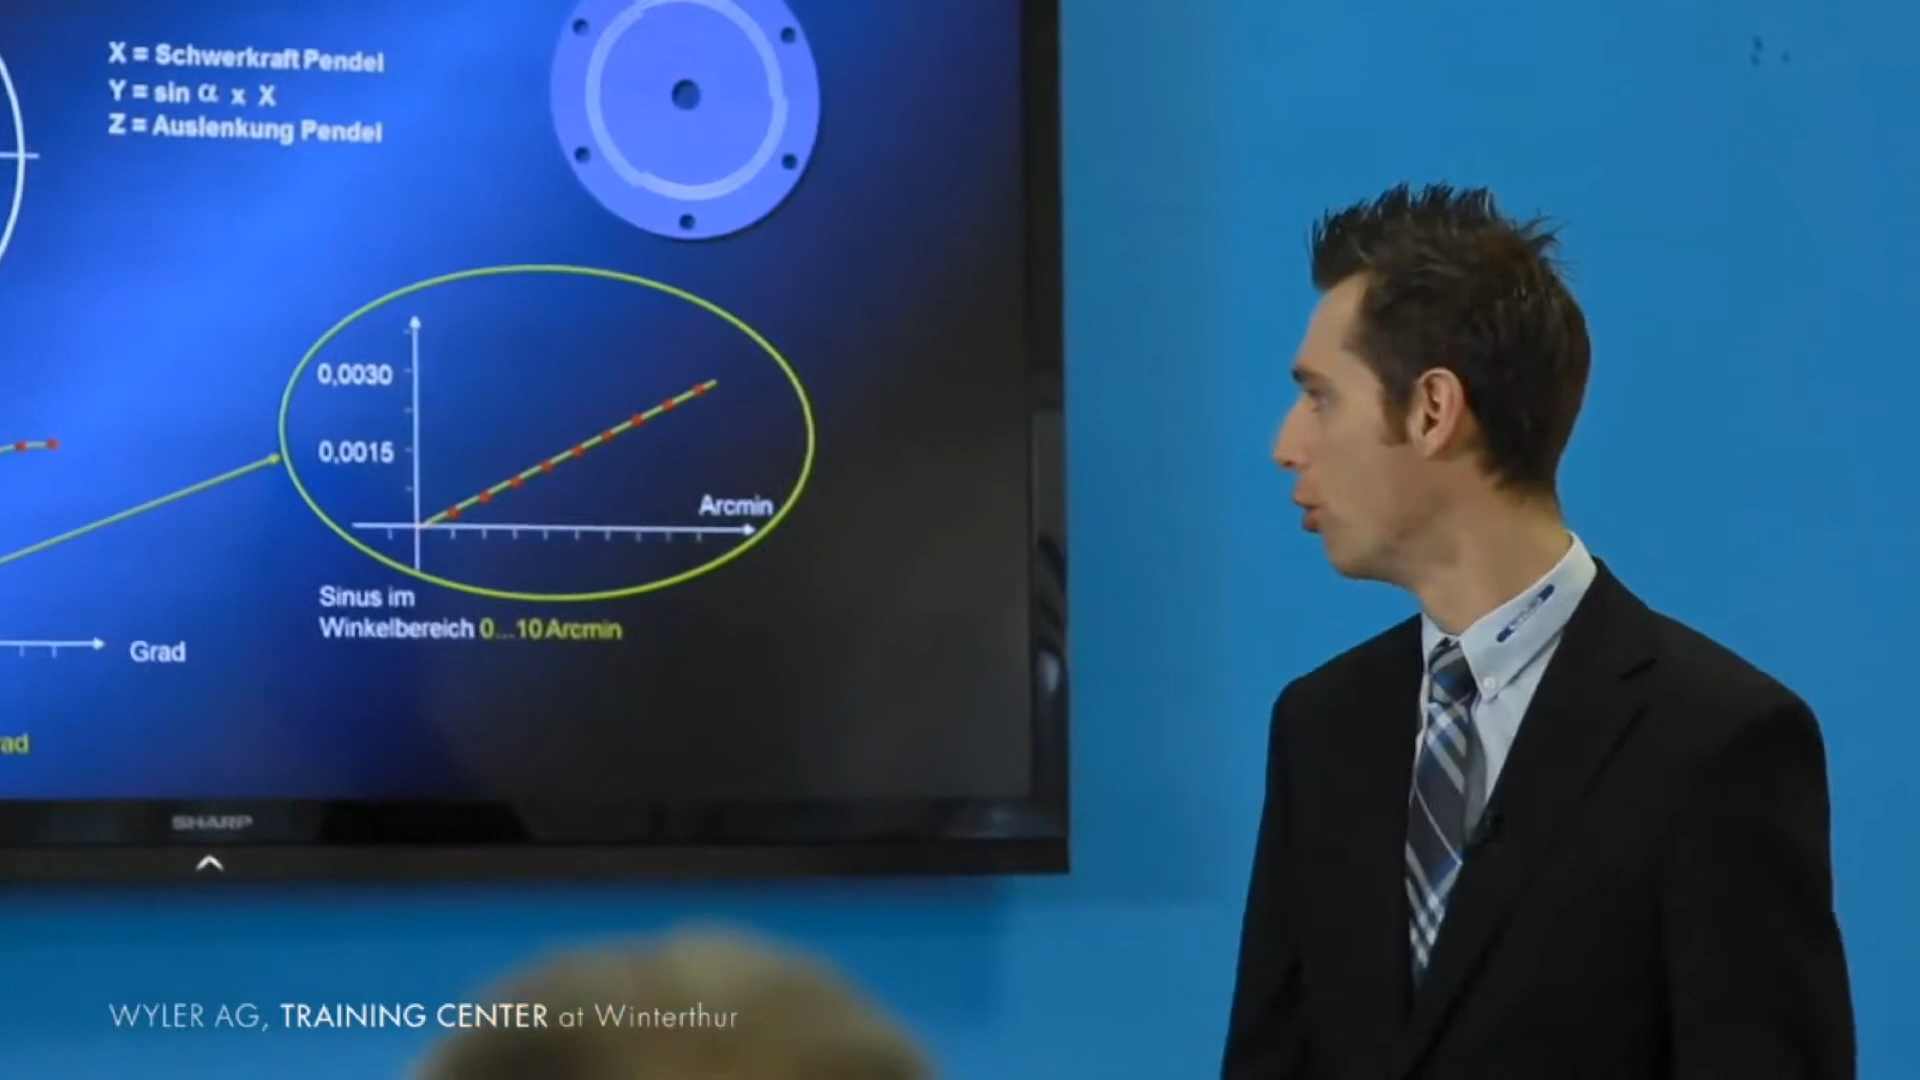 X = Schwerkraft Pendel
Y = sin α x X
Z = Auslenkung Pendel
0,0030
0,0015
Arcmin
Sinus im
Winkelbereich 0...10 Arcmin
Grad
rad
SHARP
WYLER AG, TRAINING CENTER at Winterthur